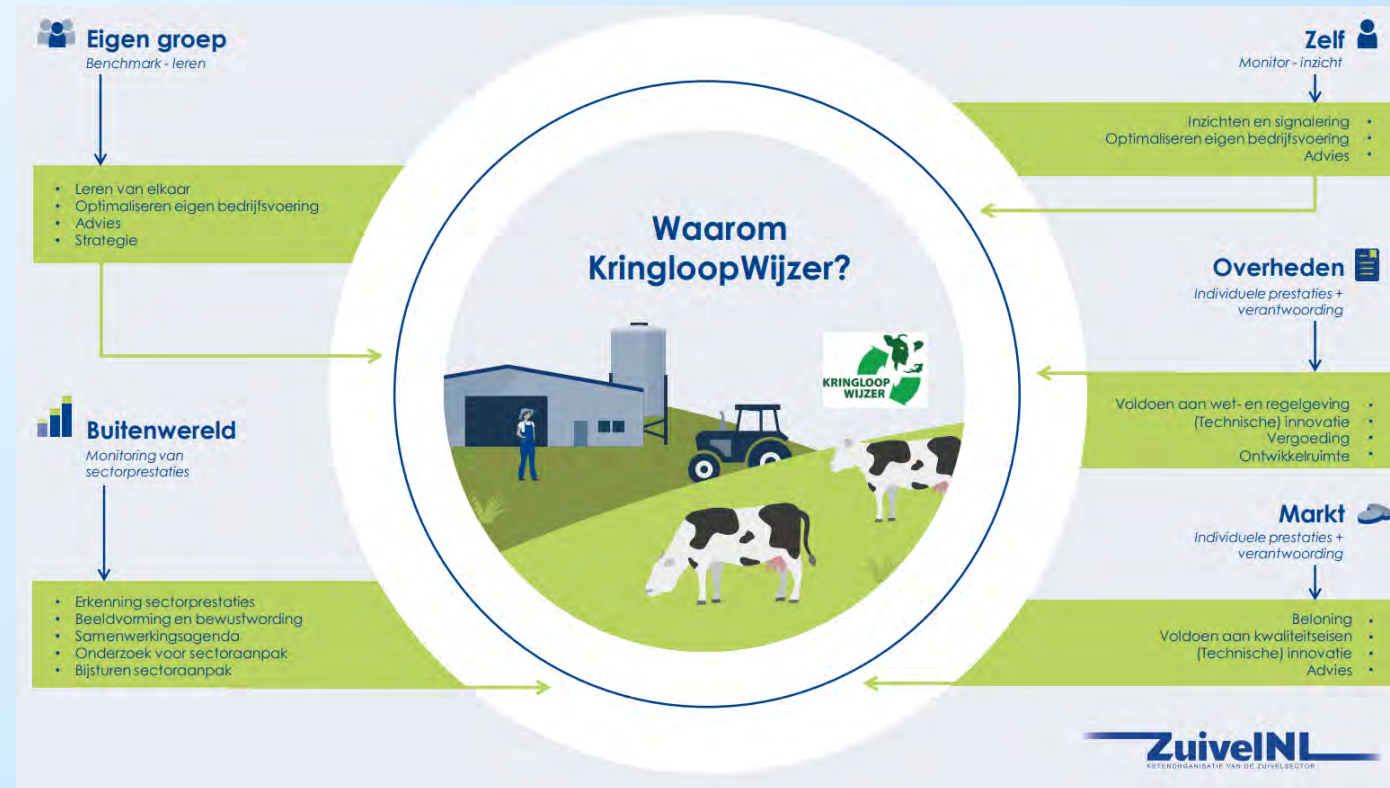 Eigen groep
Benchmark - leren
• Leren van elkaar
• Optimaliseren eigen bedrijfsvoering
• Advies
• Strategie
Buitenwereld
Monitoring van
sectorprestaties
• Erkenning sectorprestaties
• Beeldvorming en bewustwording
• Samenwerkingsagenda
• Onderzoek voor sectoraanpak
• Bijsturen sectoraanpak
Waarom
KringloopWijzer?
KRINGLOOP
WIJZER
Zelf
Monitor - inzicht
Inzichten en signalering •
Optimaliseren eigen bedrijfsvoering •
Advies •
Overheden
Individuele prestaties +
verantwoording
Voldoen aan wet- en regelgeving •
(Technische) innovatie •
Vergoeding •
Ontwikkelruimte •
Markt
Individuele prestaties +
verantwoording
Beloning •
Voldoen aan kwaliteitseisen •
(Technische) innovatie •
Advies •
ZuivelNL
KETENORGANISATIE VAN DE ZUIVELSECTOR